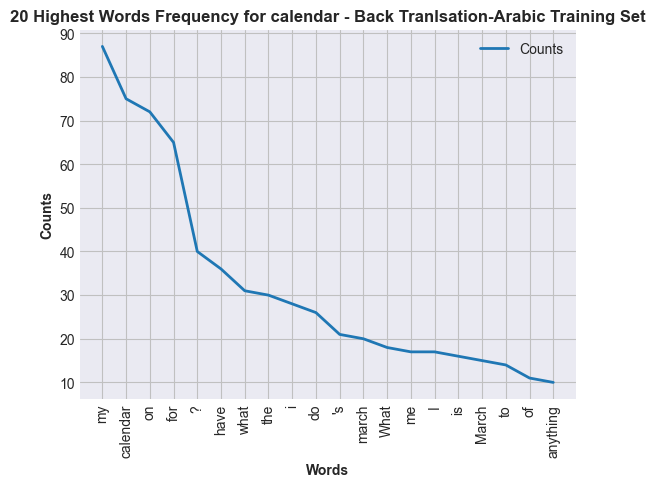 20 Highest Words Frequency for calendar - Back Tranlsation-Arabic Training Set
Counts
90
80
70
60
50
40
30
20
10
Counts
my
calendar
on
for
?
have
what
the
i
do
's
march
What
me
I
is
March
to
of
anything
Words